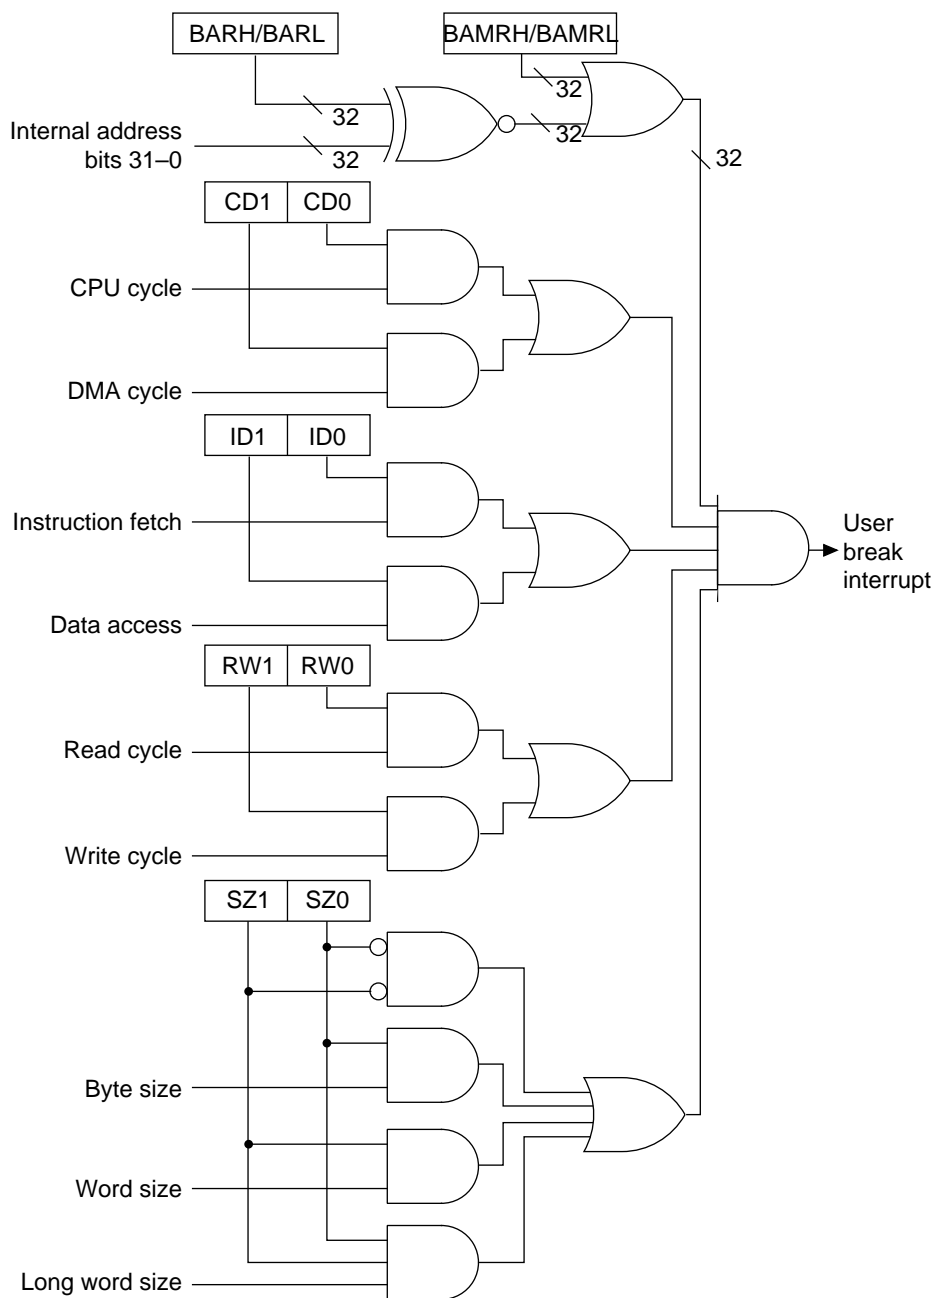 BARH/BARL
BAMRH/BAMRL
32
32
Internal address
bits 31–0
32
32
32
CD1
CD0
CPU cycle
DMA cycle
ID1
ID0
Instruction fetch
User
break
interrupt
Data access
RW1
RW0
Read cycle
Write cycle
SZ1
SZ0
Byte size
Word size
Long word size